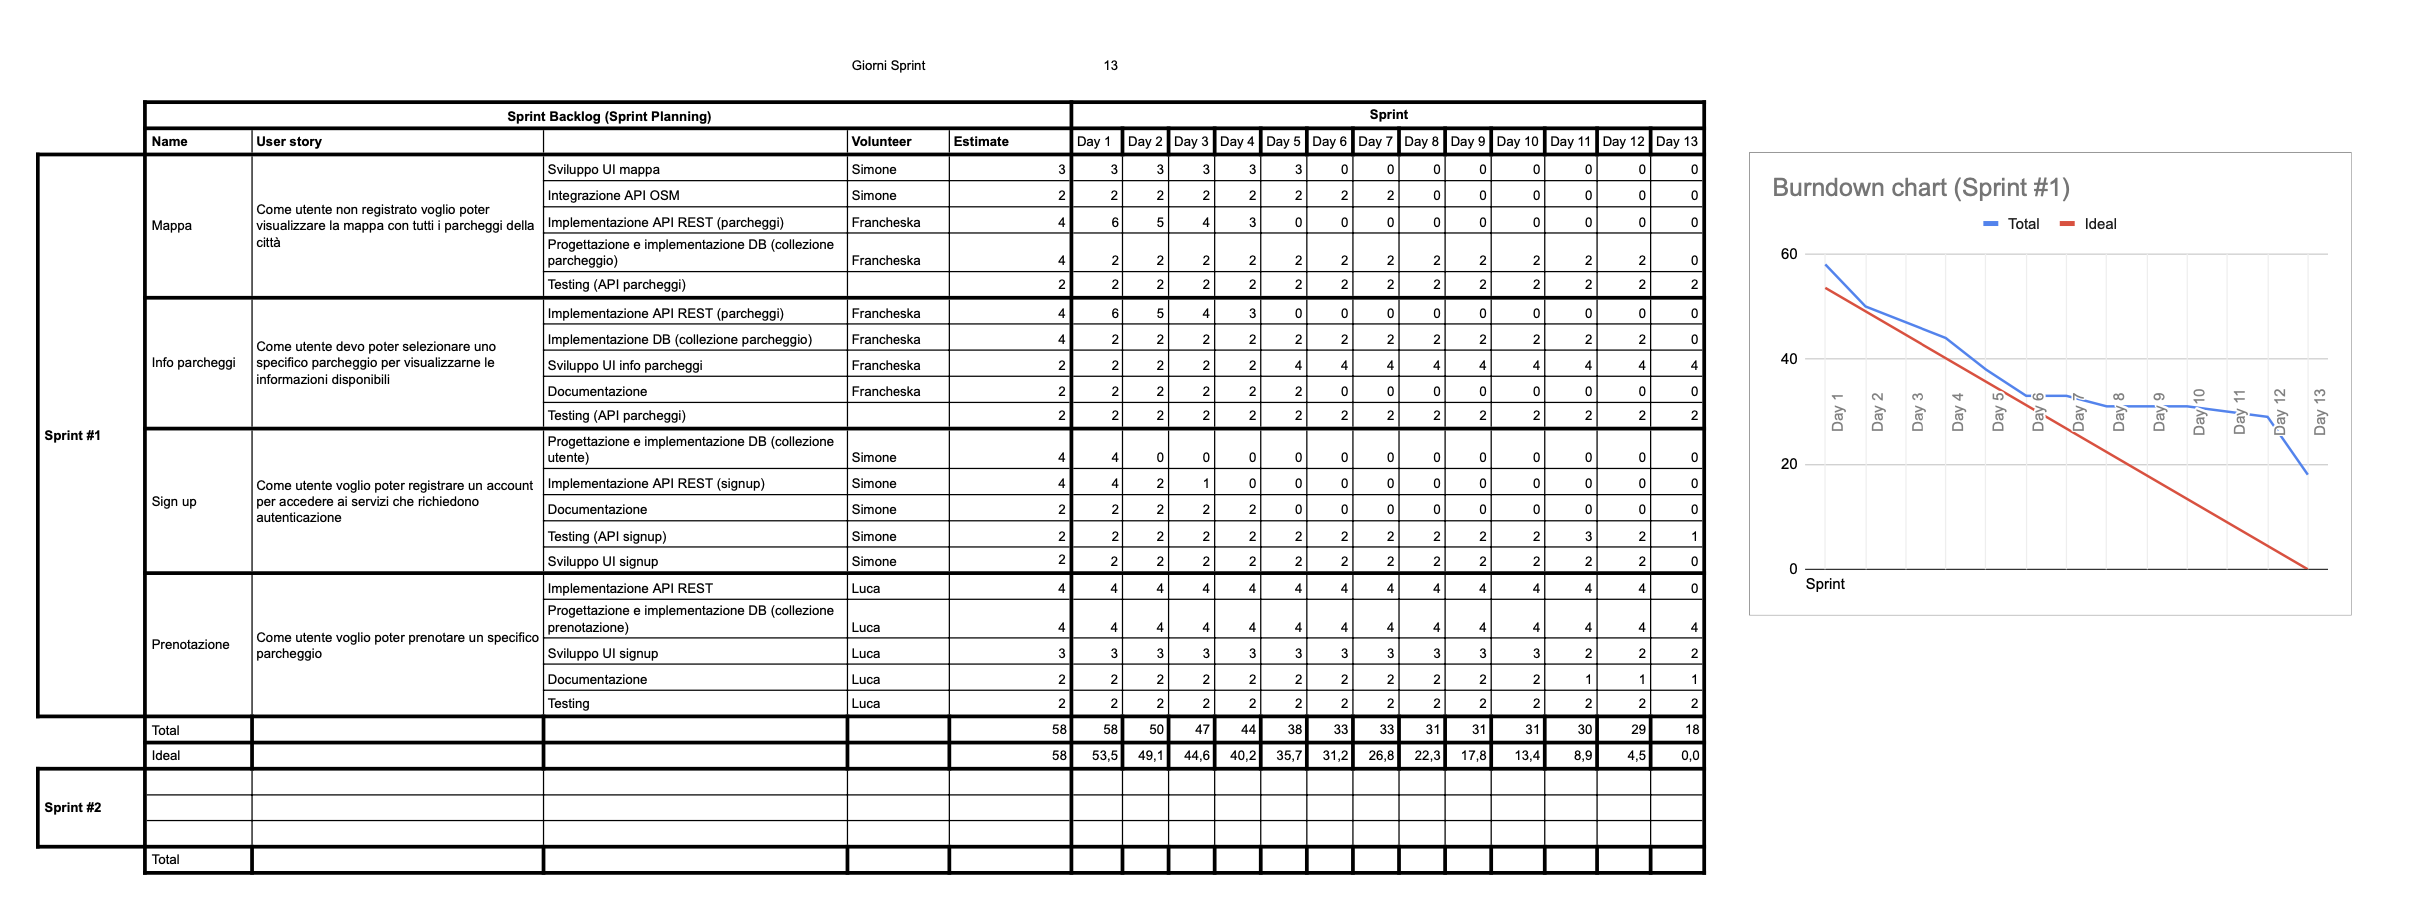 Giorni Sprint 13
Sprint Backlog (Sprint Planning) Sprint
Name User story Volunteer Estimate Day 1 Day 2 Day 3 Day 4 Day 5 Day 6 Day 7 Day 8 Day 9 Day 10 Day 11 Day 12 Day 13
Sprint #1
Mappa
Come utente non registrato voglio poter
visualizzare la mappa con tutti i parcheggi della
città
Sviluppo UI mappa Simone 3 3 3 3 3 3 0 0 0 0 0 0 0 0
Integrazione API OSM Simone 2 2 2 2 2 2 2 2 0 0 0 0 0 0
Implementazione API REST (parcheggi) Francheska 4 6 5 4 3 0 0 0 0 0 0 0 0 0
Progettazione e implementazione DB (collezione
parcheggio) Francheska 4 2 2 2 2 2 2 2 2 2 2 2 2 0
Testing (API parcheggi) 2 2 2 2 2 2 2 2 2 2 2 2 2 2
Info parcheggi
Come utente devo poter selezionare uno
specifico parcheggio per visualizzarne le
informazioni disponibili
Implementazione API REST (parcheggi) Francheska 4 6 5 4 3 0 0 0 0 0 0 0 0 0
Implementazione DB (collezione parcheggio) Francheska 4 2 2 2 2 2 2 2 2 2 2 2 2 0
Sviluppo UI info parcheggi Francheska 2 2 2 2 2 4 4 4 4 4 4 4 4 4
Documentazione Francheska 2 2 2 2 2 2 0 0 0 0 0 0 0 0
Testing (API parcheggi) 2 2 2 2 2 2 2 2 2 2 2 2 2 2
Sign up
Come utente voglio poter registrare un account
per accedere ai servizi che richiedono
autenticazione
Progettazione e implementazione DB (collezione
utente) Simone 4 4 0 0 0 0 0 0 0 0 0 0 0 0
Implementazione API REST (signup) Simone 4 4 2 1 0 0 0 0 0 0 0 0 0 0
Documentazione Simone 2 2 2 2 2 0 0 0 0 0 0 0 0 0
Testing (API signup) Simone 2 2 2 2 2 2 2 2 2 2 2 3 2 1
Sviluppo UI signup Simone 2 2 2 2 2 2 2 2 2 2 2 2 2 0
Prenotazione
Come utente voglio poter prenotare un specifico
parcheggio
Implementazione API REST Luca 4 4 4 4 4 4 4 4 4 4 4 4 4 0
Progettazione e implementazione DB (collezione
prenotazione) Luca 4 4 4 4 4 4 4 4 4 4 4 4 4 4
Sviluppo UI signup Luca 3 3 3 3 3 3 3 3 3 3 3 2 2 2
Documentazione Luca 2 2 2 2 2 2 2 2 2 2 2 1 1 1
Testing Luca 2 2 2 2 2 2 2 2 2 2 2 2 2 2
Total 58 58 50 47 44 38 33 33 31 31 31 30 29 18
Ideal 58 53,5 49,1 44,6 40,2 35,7 31,2 26,8 22,3 17,8 13,4 8,9 4,5 0,0
Sprint #2
Total
Burndown chart (Sprint #1)
Total Ideal
60
40
20
0
Day 1 Day 2 Day 3 Day 4 Day 5 Day 6 Day 7 Day 8 Day 9 Day 10 Day 11 Day 12 Day 13
Sprint